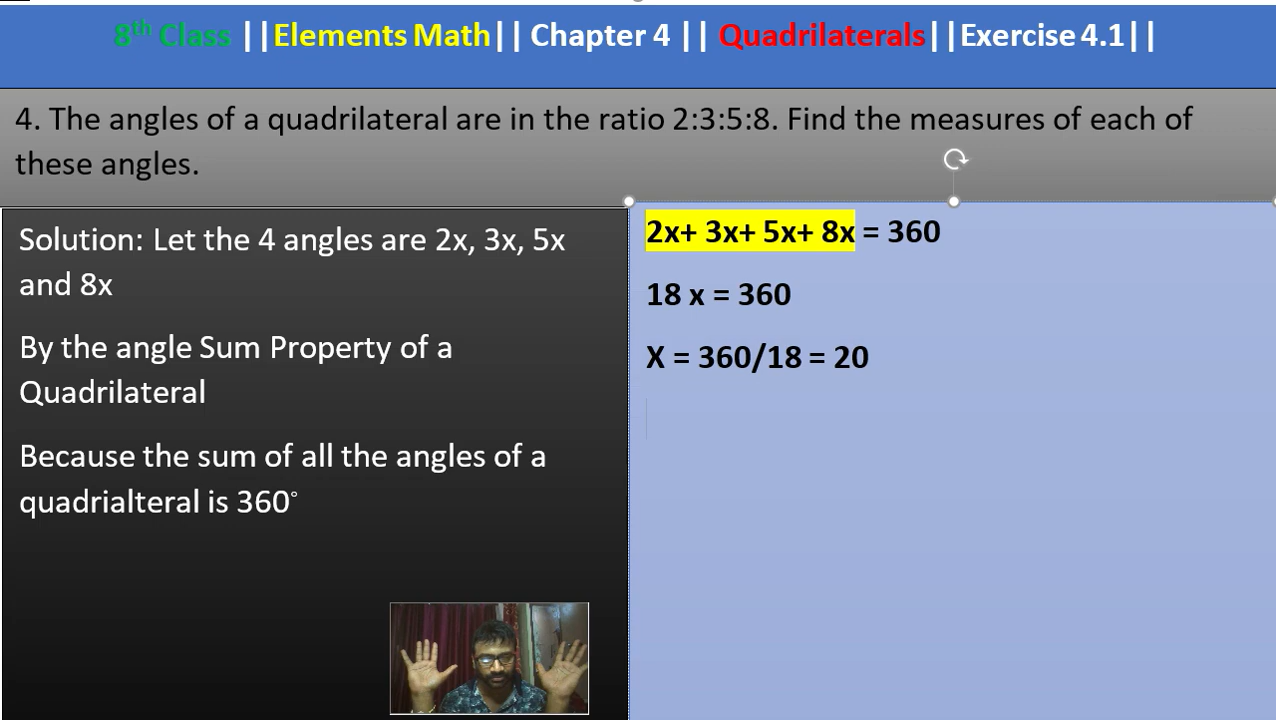 8th Class ||Elements Math|| Chapter 4 || Quadrilaterals||Exercise 4.1||
4. The angles of a quadrilateral are in the ratio 2:3:5:8. Find the measures of each of
these angles.
Solution: Let the 4 angles are 2x, 3x, 5x
and 8x
By the angle Sum Property of a
Quadrilateral
Because the sum of all the angles of a
quadrialteral is 360°
2x+ 3x+ 5x+ 8x = 360
18 x = 360
X = 360/18 = 20